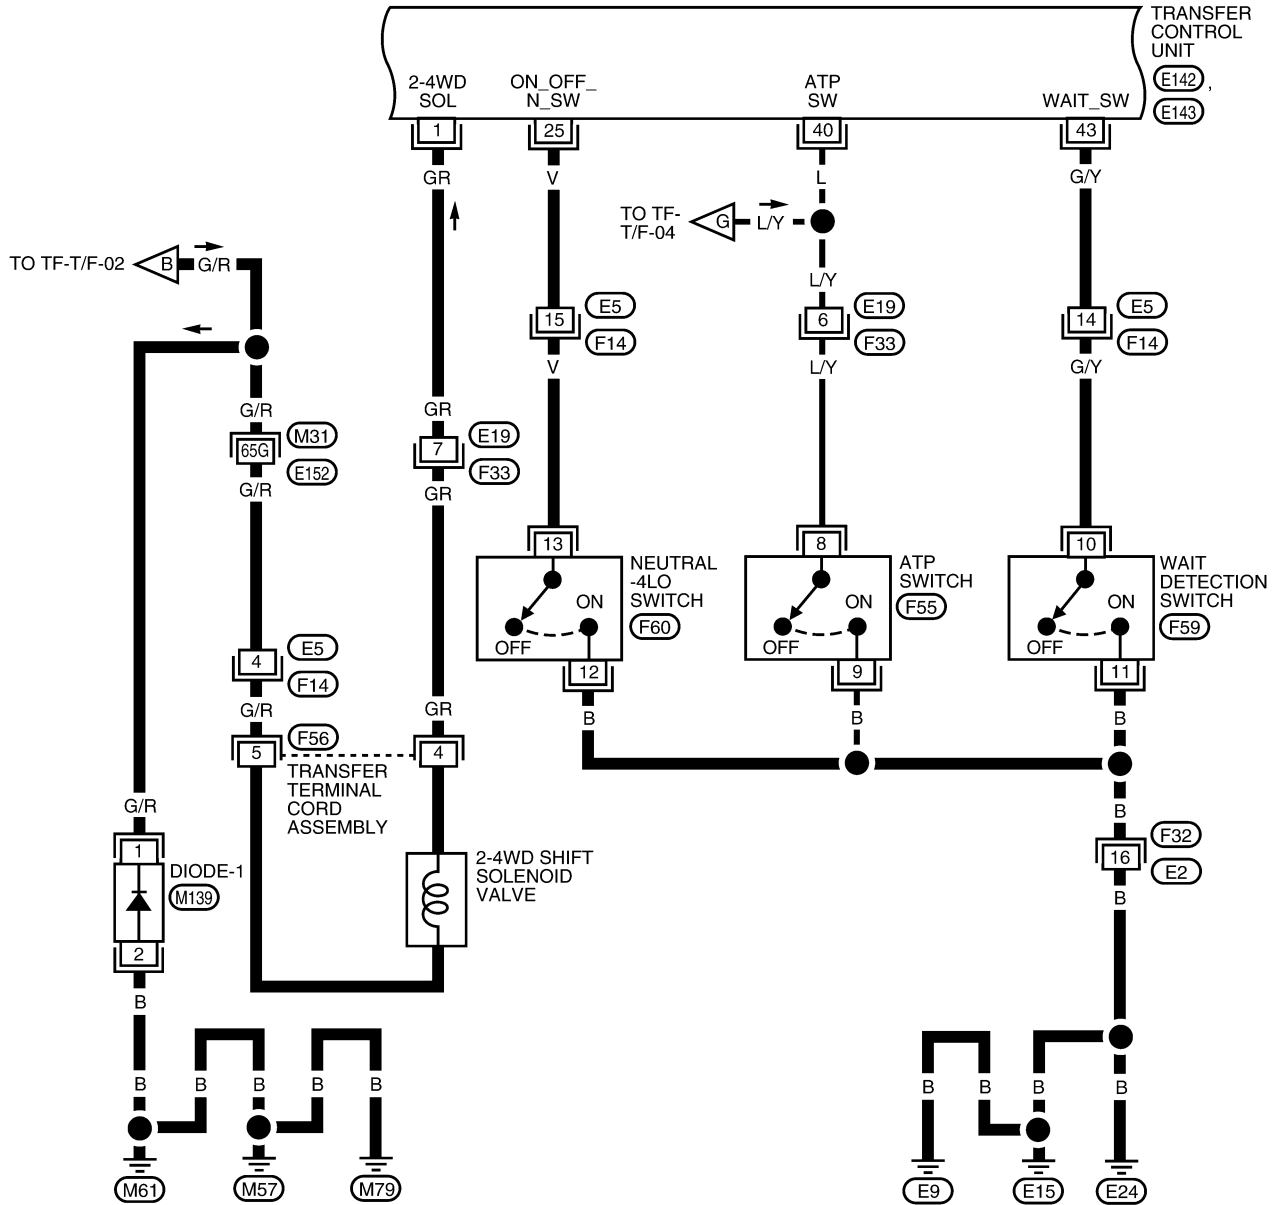 TRANSFER
CONTROL
UNIT
E142 ,
E143
2-4WD
SOL
ON_OFF_
N_SW
ATP
SW
WAIT_SW
1
25
40
43
GR
V
L
G/Y
TO TF-
T/F-04
G
L/Y
TO TF-T/F-02
B
G/R
L/Y
15
E5
F14
6
E19
F33
14
E5
F14
V
L/Y
G/Y
G/R
GR
65G
M31
E152
7
E19
F33
G/R
GR
13
8
10
NEUTRAL
-4LO
SWITCH
F60
ON
OFF
ATP
SWITCH
F55
ON
OFF
WAIT
DETECTION
SWITCH
F59
ON
OFF
12
9
11
4
E5
F14
G/R
GR
B
B
B
5
F56
4
TRANSFER
TERMINAL
CORD
ASSEMBLY
G/R
B
1
DIODE-1
M139
2
2-4WD SHIFT
SOLENOID
VALVE
16
F32
E2
B
B
B
B
B
B
B
B
B
B
B
M61
M57
M79
E9
E15
E24